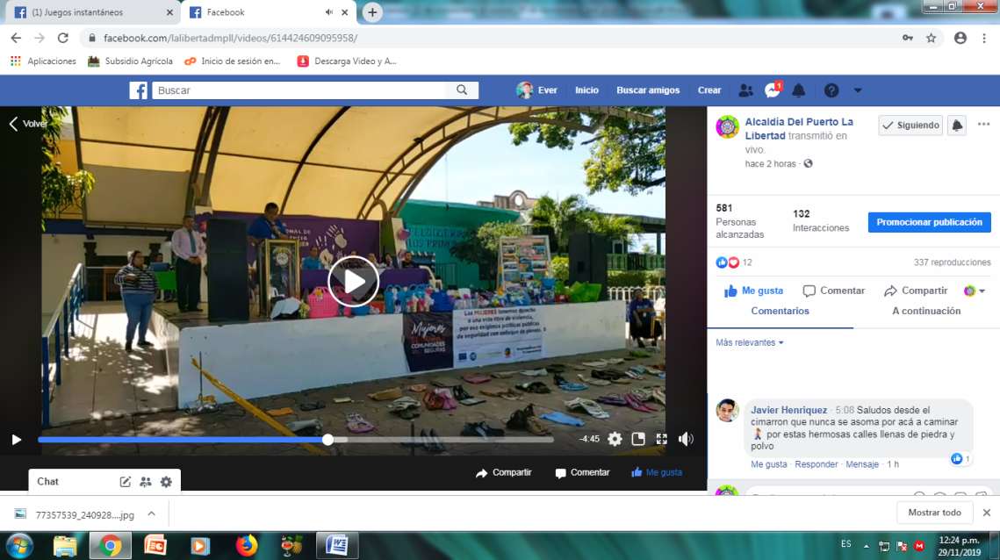 (1) Juegos instantáneos
Facebook
facebook.com/lalibertadmpll/videos/614424609095958/
Aplicaciones
Subsidio Agrícola
Inicio de sesión en...
Descarga Video y A...
Buscar
Ever
Inicio
Buscar amigos
Crear
1
Volver
Las MUJERES tenemos derecho
a una vida libre de violencia,
por eso exigimos políticas públicas
de seguridad con enfoque de género.
Mujeres
COMUNIDADES
SEGURAS
-4:45
Compartir
Comentar
Me gusta
Alcaldía Del Puerto La
Libertad transmitió en
vivo.
hace 2 horas ·
Siguiendo
581
Personas
alcanzadas
132
Interacciones
Promocionar publicación
12
337 reproducciones
Me gusta
Comentar
Compartir
Comentarios
A continuación
Más relevantes
Javier Henriquez · 5:08 Saludos desde el
cimarron que nunca se asoma por acá a caminar
por estas hermosas calles llenas de piedra y
polvo
1
Me gusta · Responder · Mensaje · 1 h
Chat
77357539_240928....jpg
Mostrar todo
ES
12:24 p.m.
29/11/2019